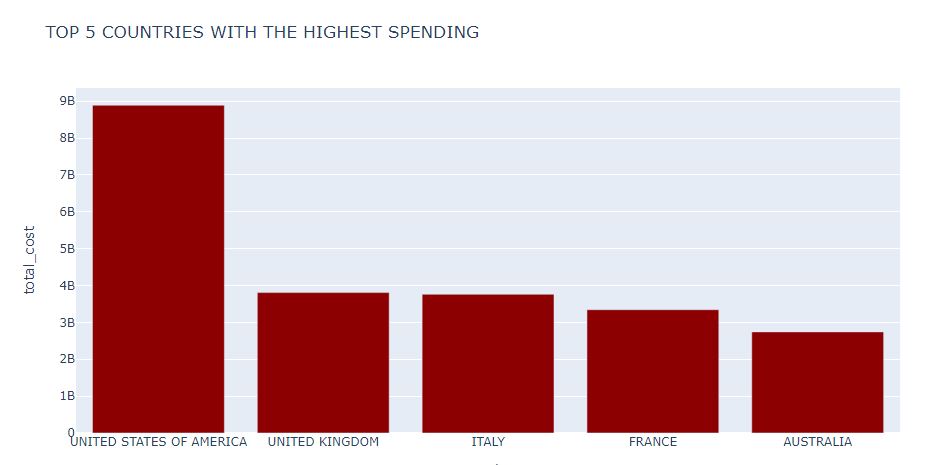 TOP 5 COUNTRIES WITH THE HIGHEST SPENDING
9B
8B
7B
6B
5B
4B
3B
2B
1B
0
total_cost
UNITED STATES OF AMERICA UNITED KINGDOM ITALY FRANCE AUSTRALIA